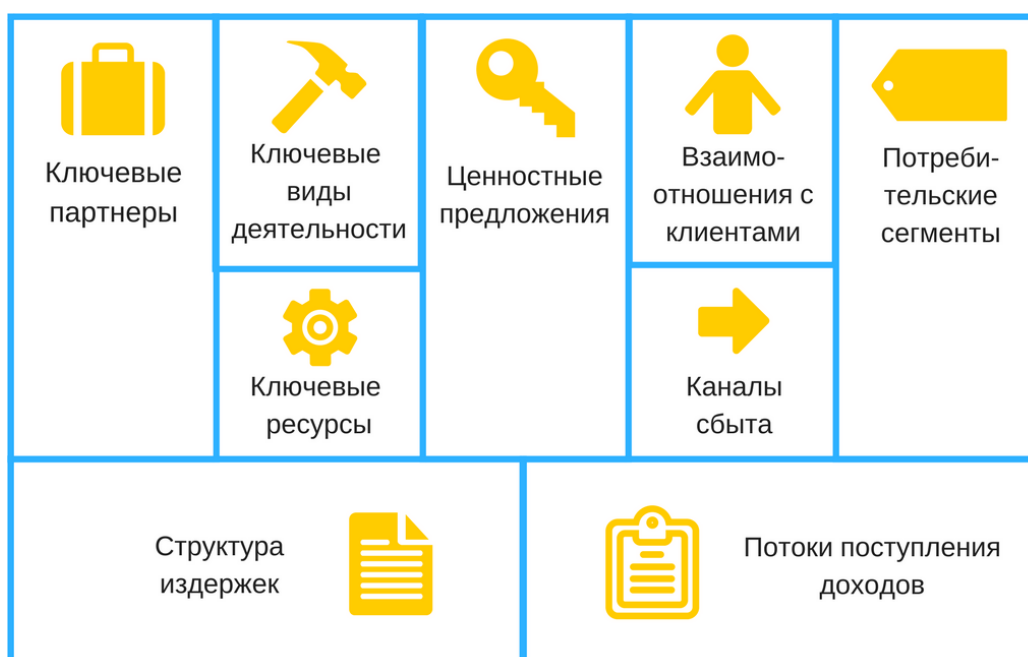 Ключевые
партнеры
Ключевые
виды
деятельности
Ключевые
ресурсы
Ценностные
предложения
Взаимо-
отношения с
клиентами
Каналы
сбыта
Потреби-
тельские
сегменты
Структура
издержек
Потоки поступления
доходов